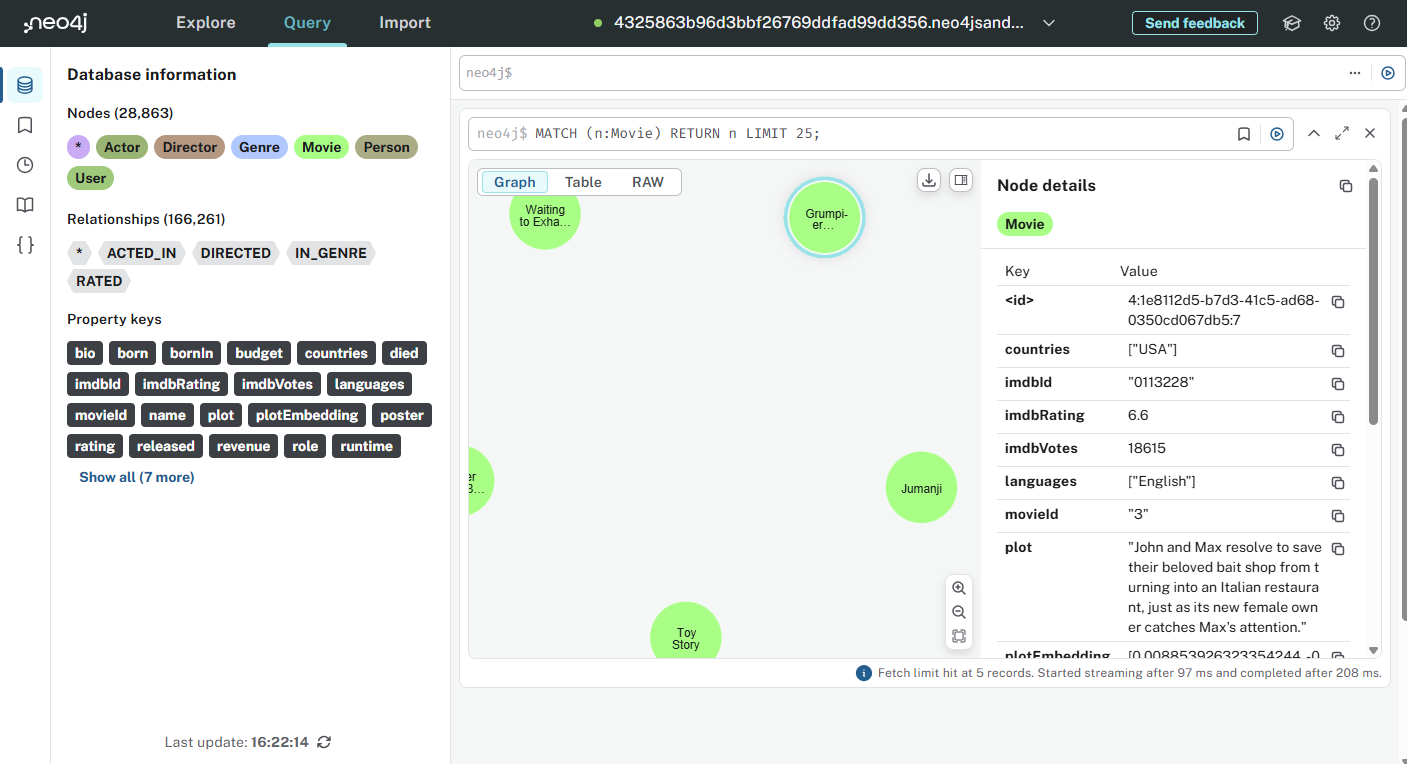 neo4j
Explore
Query
Import
4325863b96d3bbf26769ddfad99dd356.neo4jsand...
Send feedback
Database information
Nodes (28,863)
* Actor Director Genre Movie Person
User
Relationships (166,261)
* ACTED_IN DIRECTED IN_GENRE
RATED
Property keys
bio born bornIn budget countries died
imdbId imdbRating imdbVotes languages
movieId name plot plotEmbedding poster
rating released revenue role runtime
Show all (7 more)
Last update: 16:22:14
neo4j$
neo4j$ MATCH (n:Movie) RETURN n LIMIT 25;
Graph Table RAW
Waiting
to Exha...
Grumpi-
er...
Jumanji
Toy
Story
Node details
Movie
Key Value
<id> 4:1e8112d5-b7d3-41c5-ad68-
0350cd067db5:7
countries ["USA"]
imdbId "0113228"
imdbRating 6.6
imdbVotes 18615
languages ["English"]
movieId "3"
plot "John and Max resolve to save
their beloved bait shop from t
urning into an Italian restaura
nt, just as its new female own
er catches Max's attention."
plotEmbedding [0.008853926323354244, -0
Fetch limit hit at 5 records. Started streaming after 97 ms and completed after 208 ms.